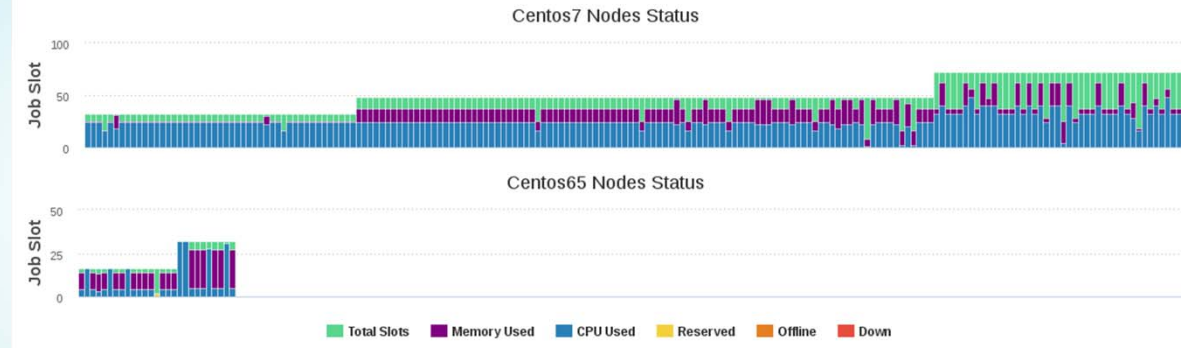 Centos7 Nodes Status
100
50
0
Job Slot
Centos65 Nodes Status
50
25
0
Job Slot
Total Slots Memory Used CPU Used Reserved Offline Down